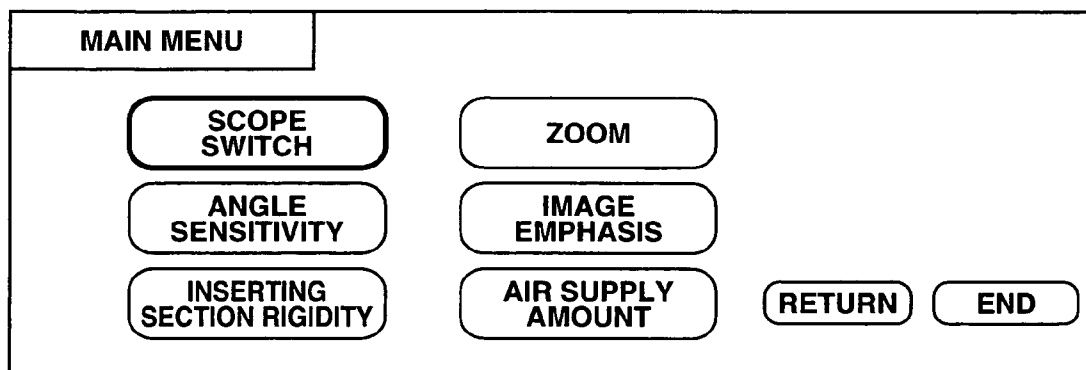 MAIN MENU
SCOPE
SWITCH
ZOOM
ANGLE
SENSITIVITY
IMAGE
EMPHASIS
INSERTING
SECTION RIGIDITY
AIR SUPPLY
AMOUNT
RETURN
END